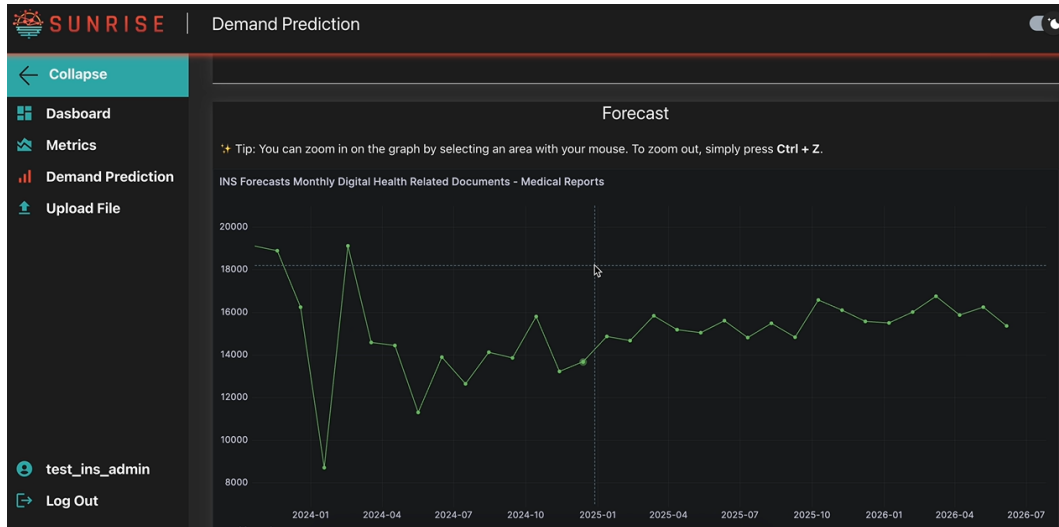 SUNRISE | Demand Prediction
Collapse
Dasboard
Metrics
Demand Prediction
Upload File
test_ins_admin
Log Out
Forecast
✨ Tip: You can zoom in on the graph by selecting an area with your mouse. To zoom out, simply press Ctrl + Z.
INS Forecasts Monthly Digital Health Related Documents - Medical Reports
20000
18000
16000
14000
12000
10000
8000
2024-01 2024-04 2024-07 2024-10 2025-01 2025-04 2025-07 2025-10 2026-01 2026-04 2026-07